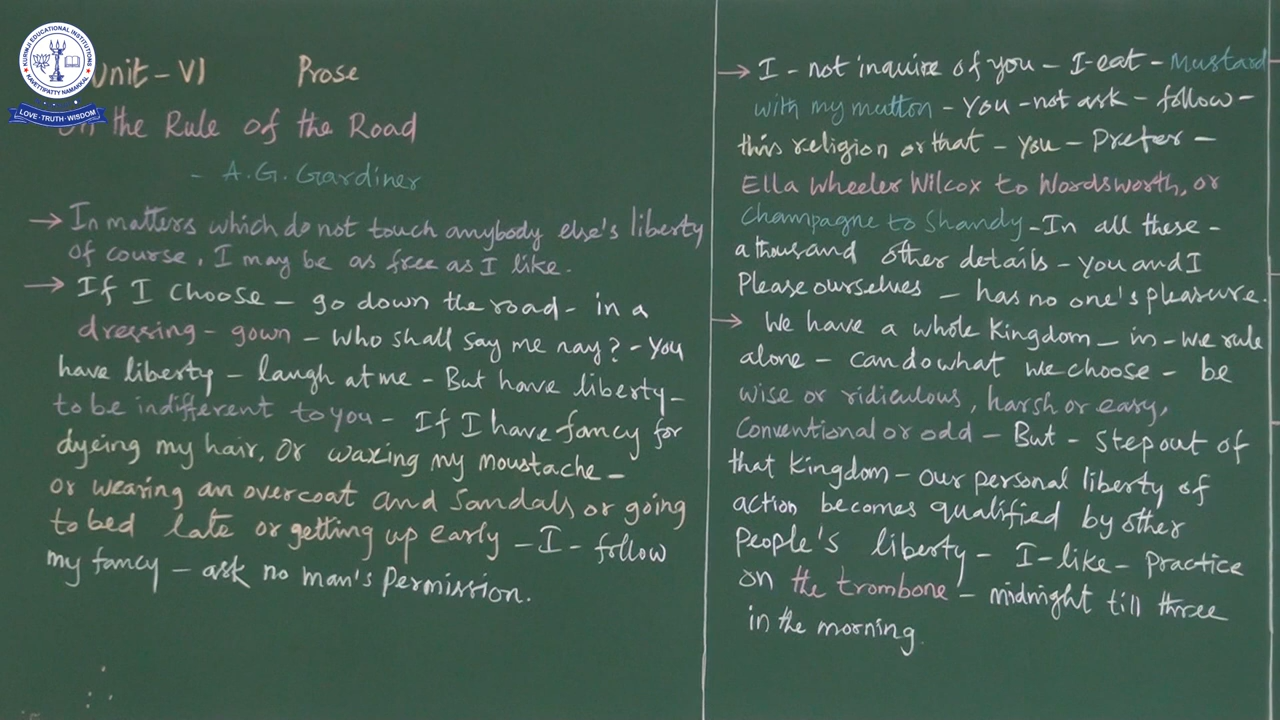 KURINJI EDUCATIONAL INSTITUTIONS
KAVETTIPATTY NAMAKKAL
LOVE - TRUTH - WISDOM
Unit - VI Prose
On the Rule of the Road
- A.G. Gardiner
→ In matters which do not touch anybody else's liberty
of course, I may be as free as I like.
→ If I choose - go down the road - in a
dressing - gown - who shall say me nay? - you
have liberty - laugh at me - But have liberty -
to be indifferent to you - If I have fancy for
dyeing my hair, or waxing my moustache -
or wearing an overcoat and sandals or going
to bed late or getting up early - I - follow
my fancy - ask no man's permission.
→ I - not inquire of you - I - eat - Mustard
with my mutton - you - not ask - follow -
this religion or that - you - Prefer -
Ella Wheeler Wilcox to Wordsworth, or
Champagne to Shandy - In all these -
a thousand other details - you and I
Please ourselves - has no one's pleasure.
→ We have a whole Kingdom - in - we rule
alone - can do what we choose - be
wise or ridiculous, harsh or easy,
Conventional or odd - But - Step out of
that Kingdom - our personal liberty of
action becomes qualified by other
People's liberty - I - like - Practice
on the trombone - midnight till three
in the morning.